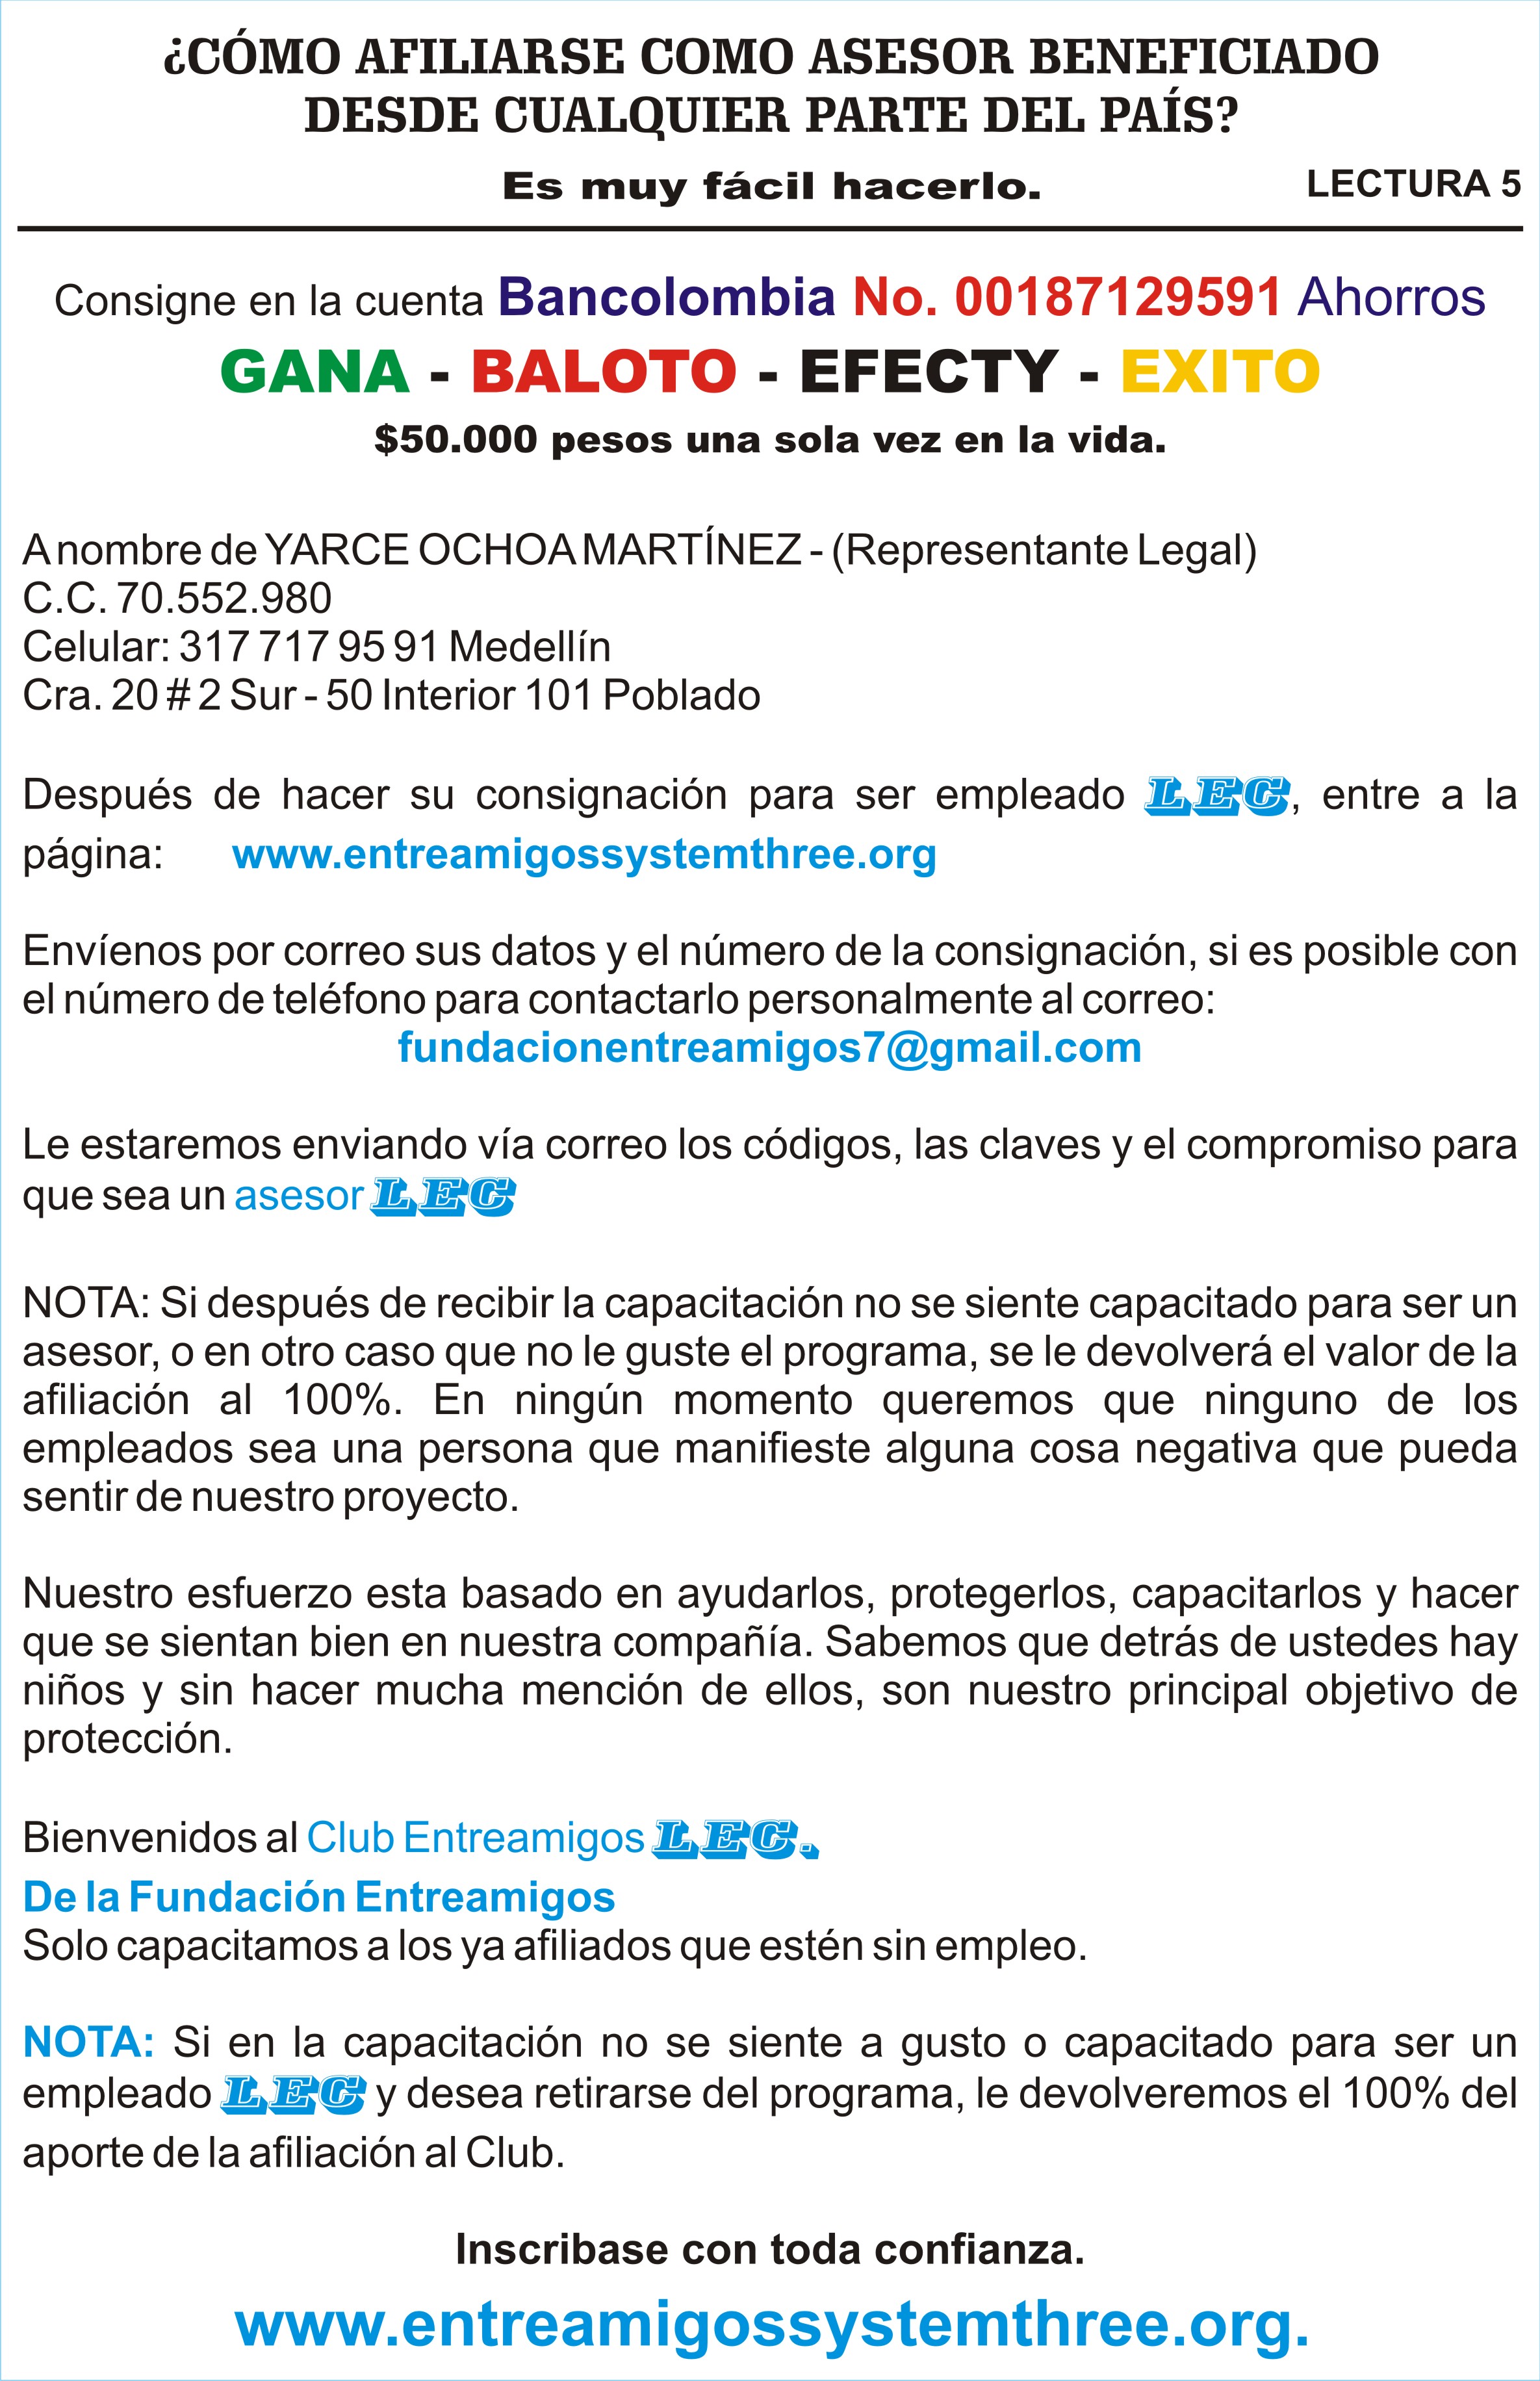 ¿CÓMO AFILIARSE COMO ASESOR BENEFICIADO
DESDE CUALQUIER PARTE DEL PAÍS?
Es muy fácil hacerlo.
LECTURA 5
Consigne en la cuenta Bancolombia No. 00187129591 Ahorros
GANA - BALOTO - EFECTY - EXITO
$50.000 pesos una sola vez en la vida.
A nombre de YARCE OCHOA MARTÍNEZ - (Representante Legal)
C.C. 70.552.980
Celular: 317 717 95 91 Medellín
Cra. 20 # 2 Sur - 50 Interior 101 Poblado
Después de hacer su consignación para ser empleado LEC, entre a la
página: www.entreamigossystemthree.org
Envíenos por correo sus datos y el número de la consignación, si es posible con
el número de teléfono para contactarlo personalmente al correo:
fundacionentreamigos7@gmail.com
Le estaremos enviando vía correo los códigos, las claves y el compromiso para
que sea un asesor LEC
NOTA: Si después de recibir la capacitación no se siente capacitado para ser un
asesor, o en otro caso que no le guste el programa, se le devolverá el valor de la
afiliación al 100%. En ningún momento queremos que ninguno de los
empleados sea una persona que manifieste alguna cosa negativa que pueda
sentir de nuestro proyecto.
Nuestro esfuerzo esta basado en ayudarlos, protegerlos, capacitarlos y hacer
que se sientan bien en nuestra compañía. Sabemos que detrás de ustedes hay
niños y sin hacer mucha mención de ellos, son nuestro principal objetivo de
protección.
Bienvenidos al Club Entreamigos LEC.
De la Fundación Entreamigos
Solo capacitamos a los ya afiliados que estén sin empleo.
NOTA: Si en la capacitación no se siente a gusto o capacitado para ser un
empleado LEC y desea retirarse del programa, le devolveremos el 100% del
aporte de la afiliación al Club.
Inscribase con toda confianza.
www.entreamigossystemthree.org.